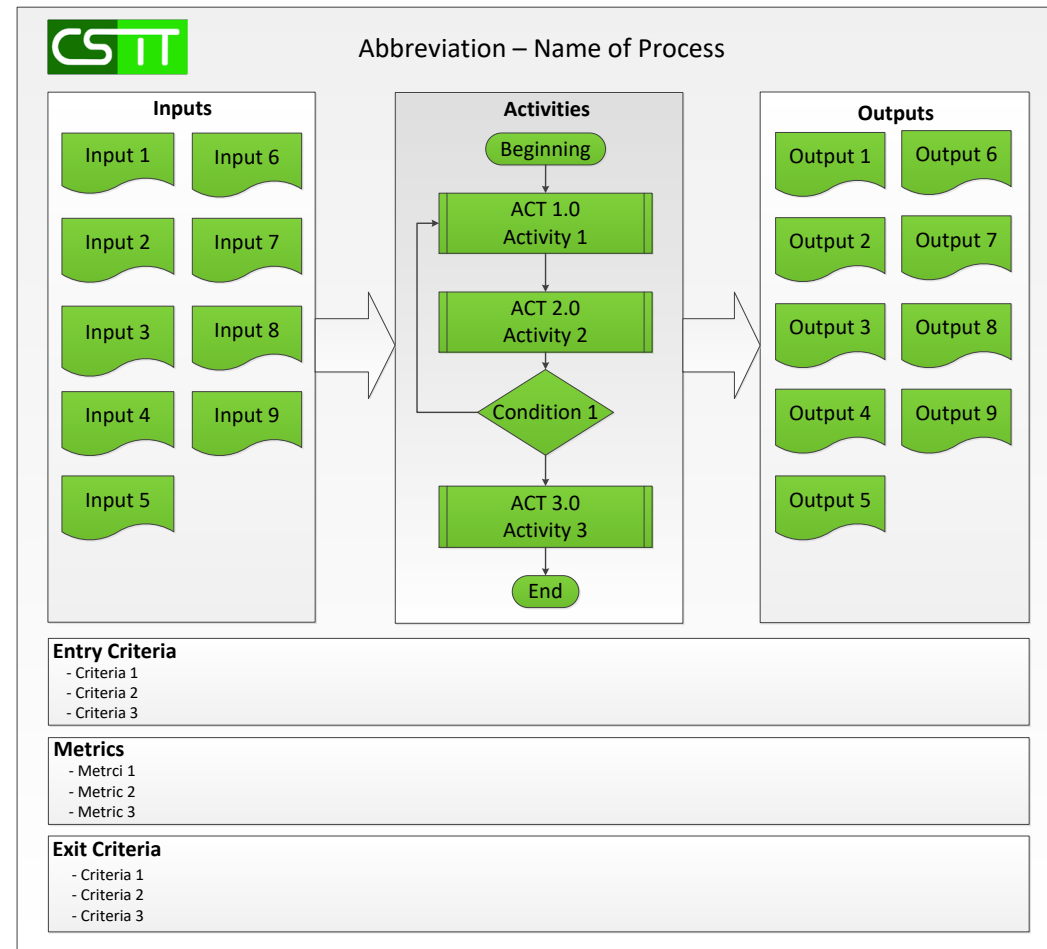 CSIT
Abbreviation – Name of Process
Inputs
Input 1
Input 6
Input 2
Input 7
Input 3
Input 8
Input 4
Input 9
Input 5
Activities
Beginning
ACT 1.0
Activity 1
ACT 2.0
Activity 2
Condition 1
ACT 3.0
Activity 3
End
Outputs
Output 1
Output 6
Output 2
Output 7
Output 3
Output 8
Output 4
Output 9
Output 5
Entry Criteria
- Criteria 1
- Criteria 2
- Criteria 3
Metrics
- Metrci 1
- Metric 2
- Metric 3
Exit Criteria
- Criteria 1
- Criteria 2
- Criteria 3